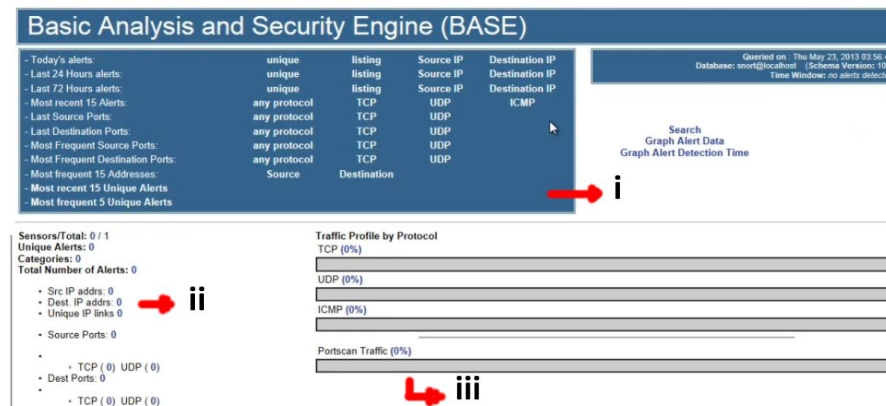 Basic Analysis and Security Engine (BASE)
- Today's alerts: unique listing Source IP Destination IP
- Last 24 Hours alerts: unique listing Source IP Destination IP
- Last 72 Hours alerts: unique listing Source IP Destination IP
- Most recent 15 Alerts: any protocol TCP UDP ICMP
- Last Source Ports: any protocol TCP UDP
- Last Destination Ports: any protocol TCP UDP
- Most Frequent Source Ports: any protocol TCP UDP
- Most Frequent Destination Ports: any protocol TCP UDP
- Most frequent 15 Addresses: Source Destination
- Most recent 15 Unique Alerts
- Most frequent 5 Unique Alerts
Queried on : Thu May 23, 2013 03:56:
Database: snort@localhost (Schema Version: 10
Time Window: no alerts detec
Search
Graph Alert Data
Graph Alert Detection Time
i
Sensors/Total: 0 / 1
Unique Alerts: 0
Categories: 0
Total Number of Alerts: 0
• Src IP addrs: 0
• Dest. IP addrs: 0
• Unique IP links 0
• Source Ports: 0
• TCP ( 0) UDP ( 0)
• Dest Ports: 0
• TCP ( 0) UDP ( 0)
ii
Traffic Profile by Protocol
TCP (0%)
UDP (0%)
ICMP (0%)
Portscan Traffic (0%)
iii